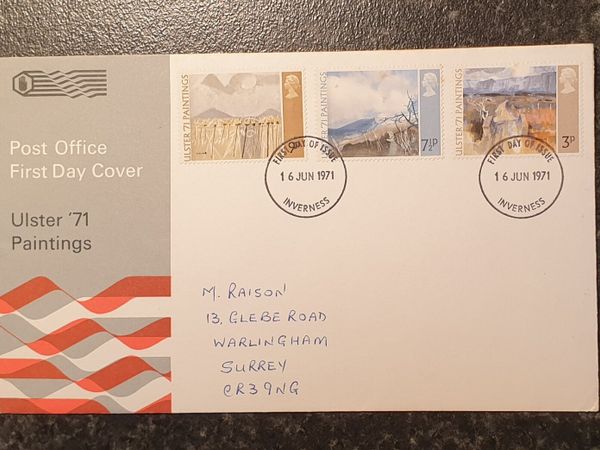 ULSTER '71 PAINTINGS
ULSTER '71 PAINTINGS
7½P
ULSTER '71 PAINTINGS
3P
Post Office
First Day Cover
Ulster '71
Paintings
FIRST DAY OF ISSUE
16 JUN 1971
INVERNESS
FIRST DAY OF ISSUE
16 JUN 1971
INVERNESS
M. RAISON
13, GLEBE ROAD
WARLINGHAM
SURREY
CR3 9NG